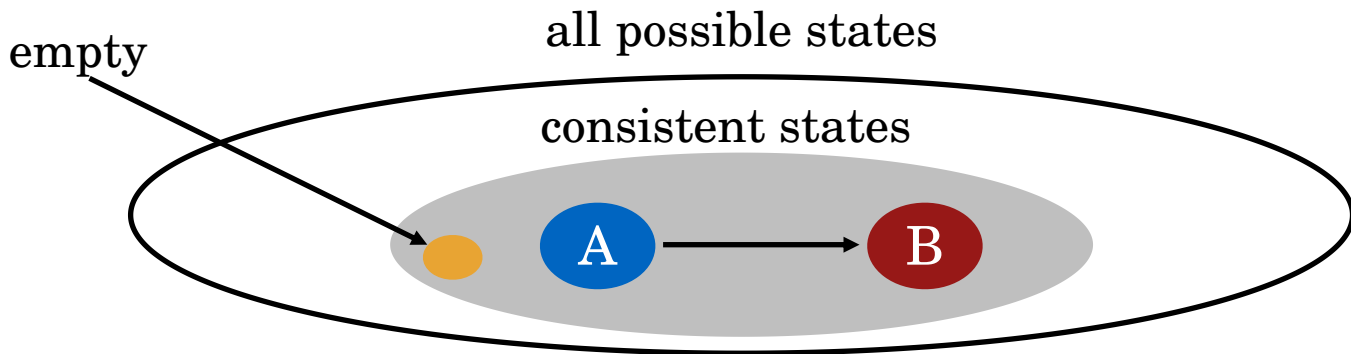 all possible states
empty
consistent states
A
B